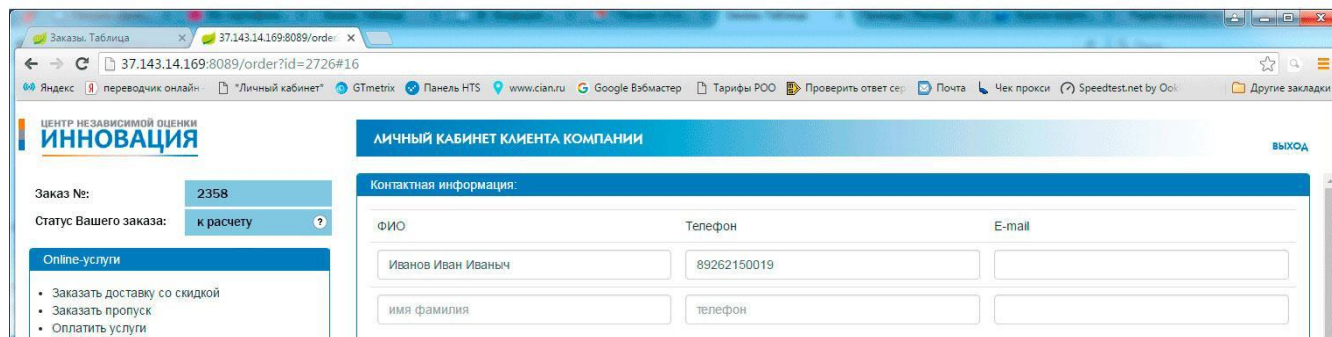 Заказы. Таблица
37.143.14.169:8089/order
37.143.14.169:8089/order?id=2726#16
Яндекс переводчик онлайн "Личный кабинет" GTmetrix Панель HTS www.cian.ru Google Вэбмастер Тарифы РОО Проверить ответ сер Почта Чек прокси Speedtest.net by Ook Другие закладки
ЦЕНТР НЕЗАВИСИМОЙ ОЦЕНКИ
ИННОВАЦИЯ
ЛИЧНЫЙ КАБИНЕТ КЛИЕНТА КОМПАНИИ
ВЫХОД
Заказ №: 2358
Статус Вашего заказа: к расчету ?
Контактная информация:
ФИО Телефон E-mail
Иванов Иван Иваныч 89262150019
имя фамилия телефон
Online-услуги
Заказать доставку со скидкой
Заказать пропуск
Оплатить услуги